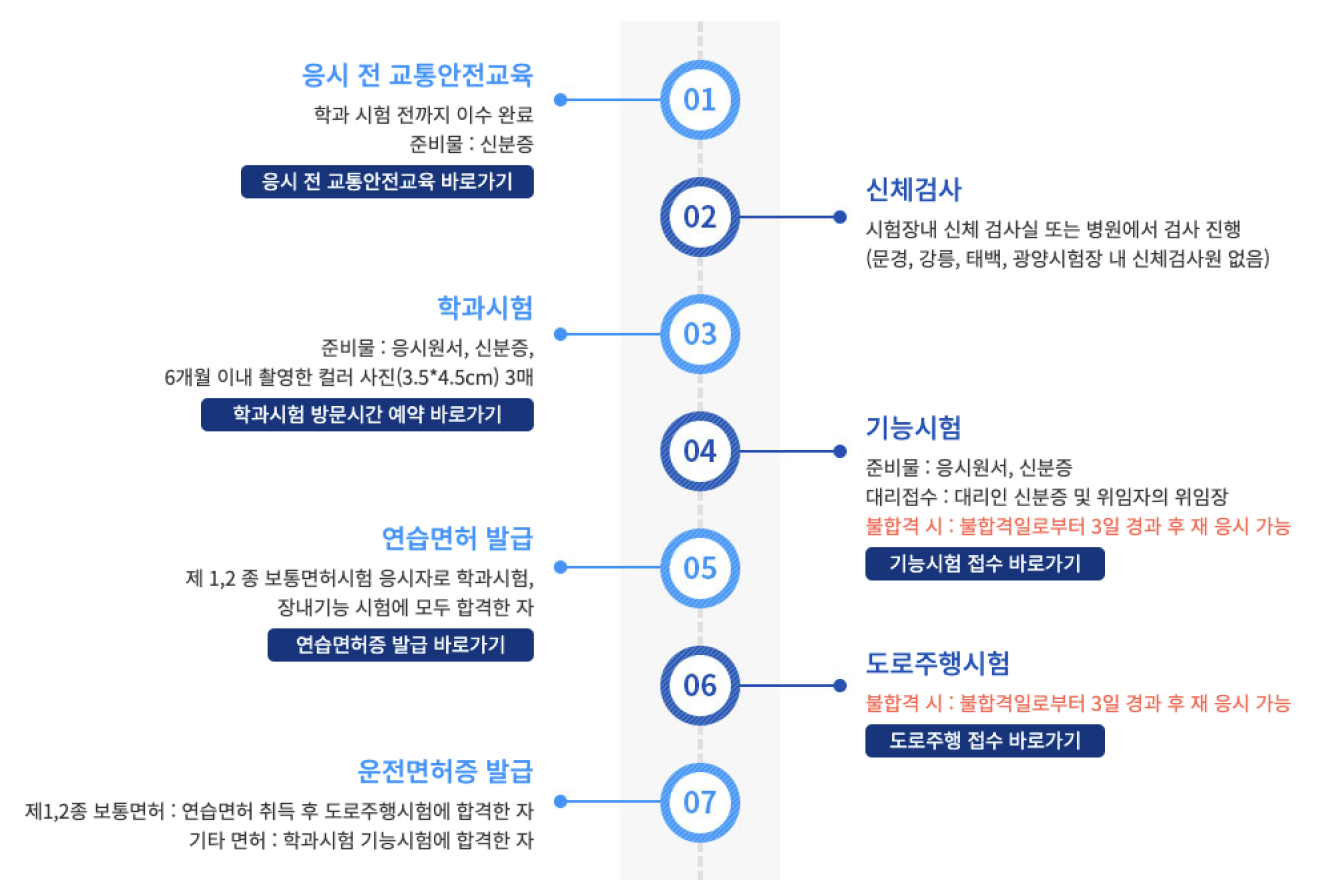 01
응시 전 교통안전교육
학과 시험 전까지 이수 완료
준비물 : 신분증
응시 전 교통안전교육 바로가기
02
신체검사
시험장내 신체 검사실 또는 병원에서 검사 진행
(문경, 강릉, 태백, 광양시험장 내 신체검사원 없음)
03
학과시험
준비물 : 응시원서, 신분증,
6개월 이내 촬영한 컬러 사진(3.5*4.5cm) 3매
학과시험 방문시간 예약 바로가기
04
기능시험
준비물 : 응시원서, 신분증
대리접수 : 대리인 신분증 및 위임자의 위임장
불합격 시 : 불합격일로부터 3일 경과 후 재 응시 가능
기능시험 접수 바로가기
05
연습면허 발급
제 1,2 종 보통면허시험 응시자로 학과시험,
장내기능 시험에 모두 합격한 자
연습면허증 발급 바로가기
06
도로주행시험
불합격 시 : 불합격일로부터 3일 경과 후 재 응시 가능
도로주행 접수 바로가기
07
운전면허증 발급
제1,2종 보통면허 : 연습면허 취득 후 도로주행시험에 합격한 자
기타 면허 : 학과시험 기능시험에 합격한 자